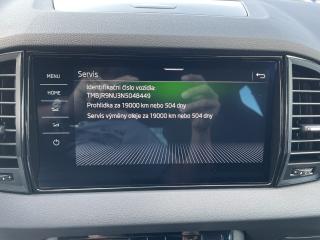 Servis
MENU
Identifikační číslo vozidla:
TMBJR9NU3N5048449
HOME
Prohlídka za 19000 km nebo 504 dny
Servis výměny oleje za 19000 km nebo 504 dny